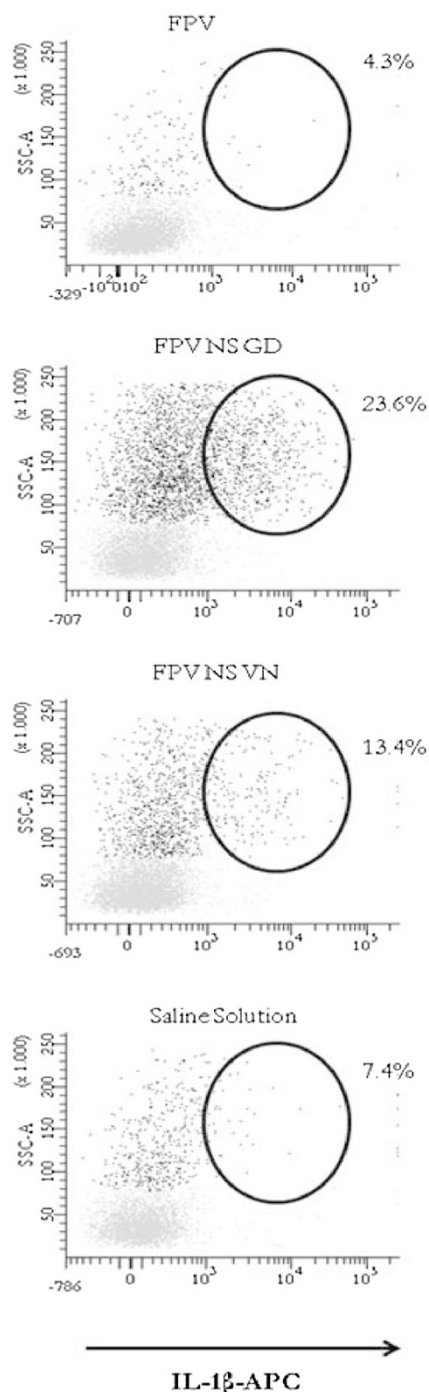 FPV
4.3%
SSC-A (x 1.000)
50 100 150 200 250
-329 -10² 0 10² 10³ 10⁴ 10⁵
FPV NS GD
23.6%
SSC-A (x 1.000)
50 100 150 200 250
-707 0 10³ 10⁴ 10⁵
FPV NS VN
13.4%
SSC-A (x 1.000)
50 100 150 200 250
-693 0 10³ 10⁴ 10⁵
Saline Solution
7.4%
SSC-A (x 1.000)
50 100 150 200 250
-786 0 10³ 10⁴ 10⁵
IL-1β-APC